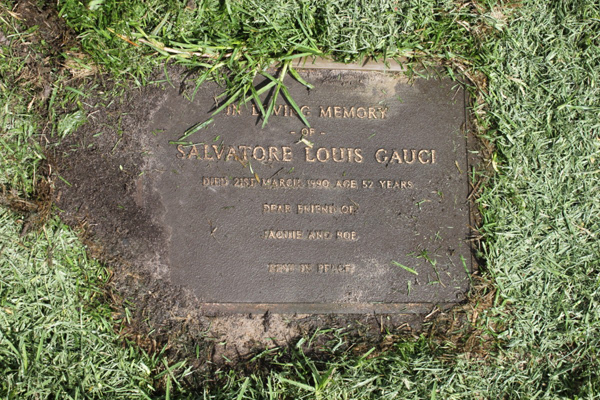 IN LOVING MEMORY
- OF -
SALVATORE LOUIS GAUCI
DIED 21ST MARCH 1990 AGE 52 YEARS
DEAR FRIEND OF
JACKIE AND ROE
REST IN PEACE